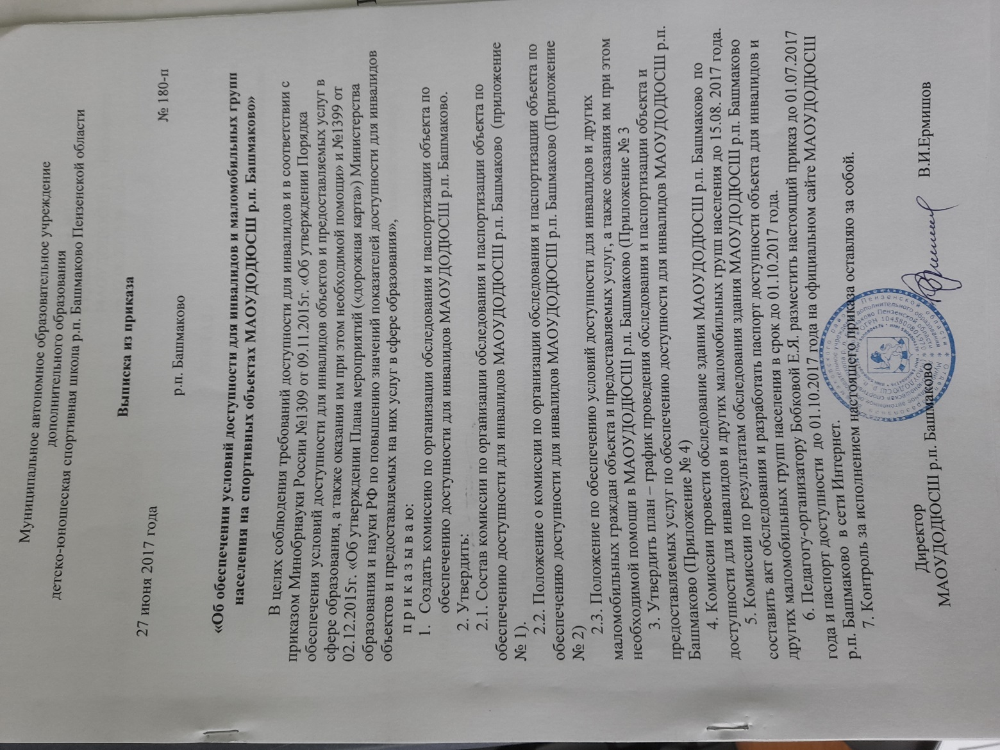 Муниципальное автономное образовательное учреждение
дополнительного образования
детско-юношеская спортивная школа р.п. Башмаково Пензенской области
Выписка из приказа
27 июня 2017 года № 180-п
р.п. Башмаково
«Об обеспечении условий доступности для инвалидов и маломобильных групп
населения на спортивных объектах МАОУДОДЮСШ р.п. Башмаково»
В целях соблюдения требований доступности для инвалидов и в соответствии с
приказом Минобрнауки России №1309 от 09.11.2015г. «Об утверждении Порядка
обеспечения условий доступности для инвалидов объектов и предоставляемых услуг в
сфере образования, а также оказания им при этом необходимой помощи» и №1399 от
02.12.2015г. «Об утверждении Плана мероприятий («дорожная карта») Министерства
образования и науки РФ по повышению значений показателей доступности для инвалидов
объектов и предоставляемых на них услуг в сфере образования»,
п р и к а з ы в а ю:
1. Создать комиссию по организации обследования и паспортизации объекта по
обеспечению доступности для инвалидов МАОУДОДЮСШ р.п. Башмаково.
2. Утвердить:
2.1. Состав комиссии по организации обследования и паспортизации объекта по
обеспечению доступности для инвалидов МАОУДОДЮСШ р.п. Башмаково (приложение
№ 1).
2.2. Положение о комиссии по организации обследования и паспортизации объекта по
обеспечению доступности для инвалидов МАОУДОДЮСШ р.п. Башмаково (Приложение
№ 2)
2.3. Положение по обеспечению условий доступности для инвалидов и других
маломобильных граждан объекта и предоставляемых услуг, а также оказания им при этом
необходимой помощи в МАОУДОДЮСШ р.п. Башмаково (Приложение № 3
3. Утвердить план – график проведения обследования и паспортизации объекта и
предоставляемых услуг по обеспечению доступности для инвалидов МАОУДОДЮСШ р.п.
Башмаково (Приложение № 4)
4. Комиссии провести обследование здания МАОУДОДЮСШ р.п. Башмаково по
доступности для инвалидов и других маломобильных групп населения до 15.08. 2017 года.
5. Комиссии по результатам обследования здания МАОУДОДЮСШ р.п. Башмаково
составить акт обследования и разработать паспорт доступности объекта для инвалидов и
других маломобильных групп населения в срок до 01.10.2017 года.
6. Педагогу-организатору Бобковой Е.Я. разместить настоящий приказ до 01.07.2017
года и паспорт доступности до 01.10.2017 года на официальном сайте МАОУДОДЮСШ
р.п. Башмаково в сети Интернет.
7. Контроль за исполнением настоящего приказа оставляю за собой.
Директор
МАОУДОДЮСШ р.п. Башмаково В.И.Ермишов